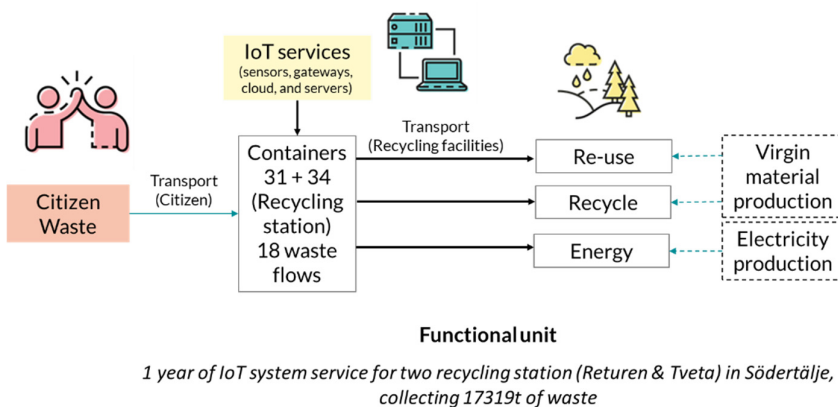 IoT services
(sensors, gateways,
cloud, and servers)
Citizen
Waste
Transport
(Citizen)
Containers
31 + 34
(Recycling
station)
18 waste
flows
Transport
(Recycling facilities)
Re-use
Recycle
Energy
Virgin
material
production
Electricity
production
Functional unit
1 year of IoT system service for two recycling station (Returen & Tveta) in Södertälje,
collecting 17319t of waste